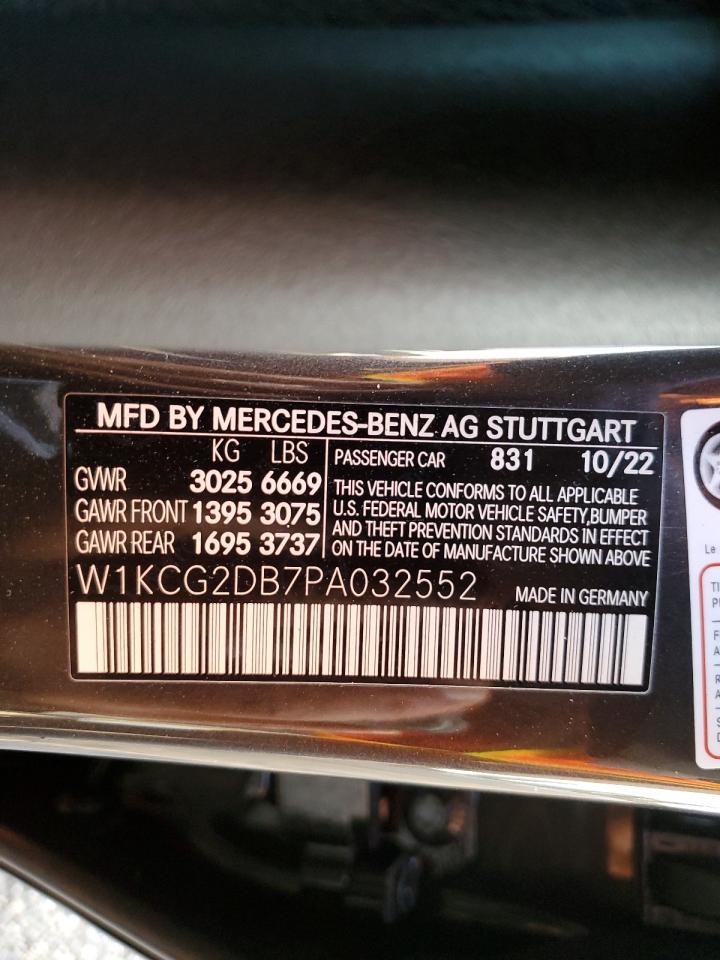 MFD BY MERCEDES-BENZ AG STUTTGART
KG LBS
GVWR 3025 6669
GAWR FRONT 1395 3075
GAWR REAR 1695 3737
PASSENGER CAR 831 10/22
THIS VEHICLE CONFORMS TO ALL APPLICABLE
U.S. FEDERAL MOTOR VEHICLE SAFETY, BUMPER
AND THEFT PREVENTION STANDARDS IN EFFECT
ON THE DATE OF MANUFACTURE SHOWN ABOVE
W1KCG2DB7PA032552
MADE IN GERMANY
Le